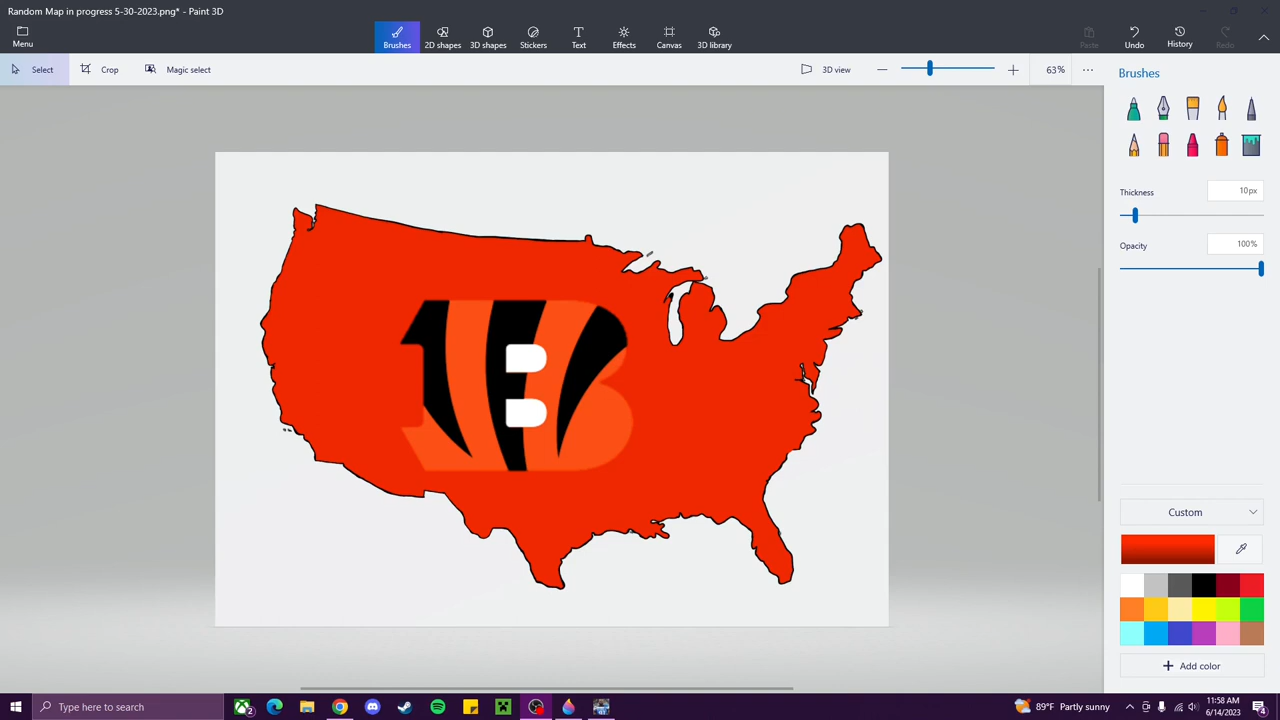 Random Map in progress 5-30-2023.png* - Paint 3D
Menu
Brushes
2D shapes
3D shapes
Stickers
Text
Effects
Canvas
3D library
Paste
Undo
History
Redo
Select
Crop
Magic select
3D view
63%
Brushes
Thickness
10px
Opacity
100%
B
Custom
Add color
Type here to search
2
89°F Partly sunny
11:58 AM
6/14/2023
4